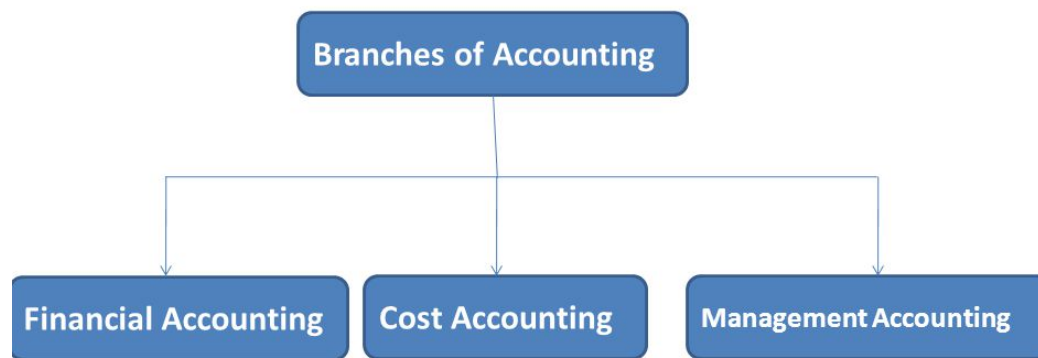 Branches of Accounting
Financial Accounting
Cost Accounting
Management Accounting